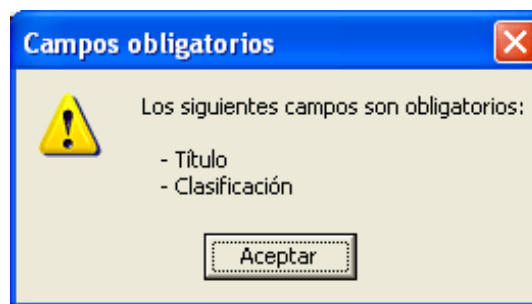 Campos obligatorios
Los siguientes campos son obligatorios:
- Título
- Clasificación
Aceptar